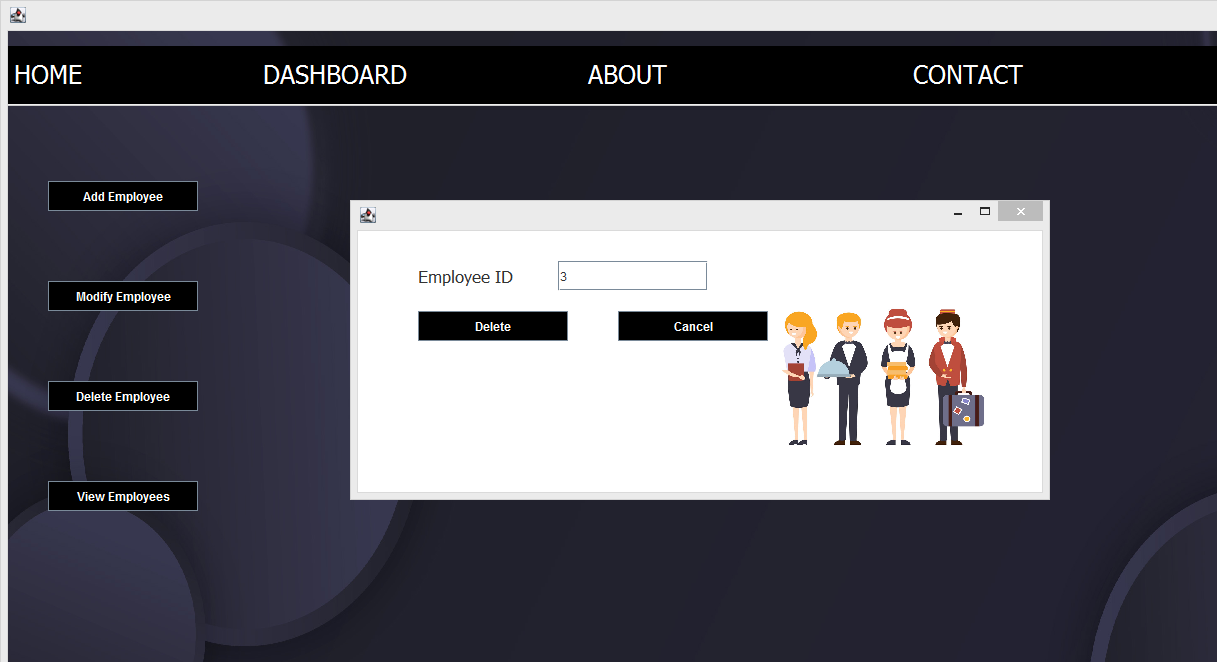 HOME DASHBOARD ABOUT CONTACT
Add Employee
Modify Employee
Delete Employee
View Employees
Employee ID 3
Delete Cancel